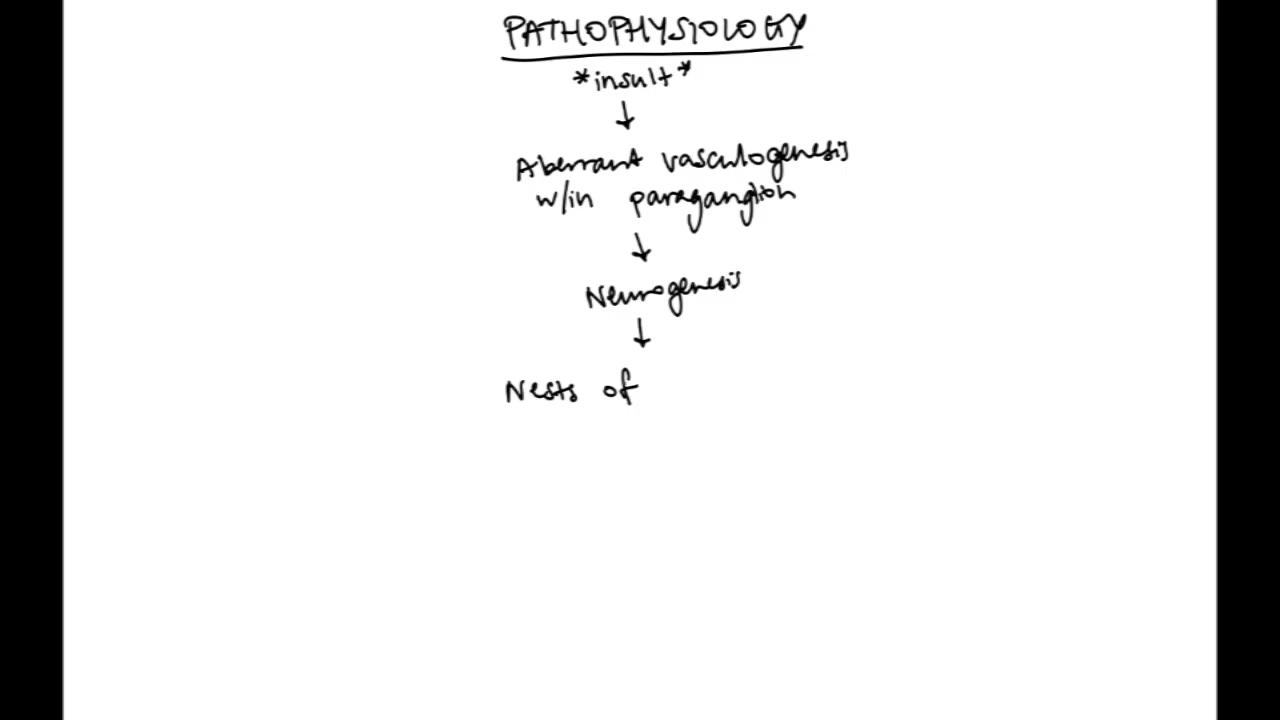 PATHOPHYSIOLOGY
*insult*
↓
Aberrant vasculogenesis
w/in paraganglion
↓
Neurogenesis
↓
Nests of